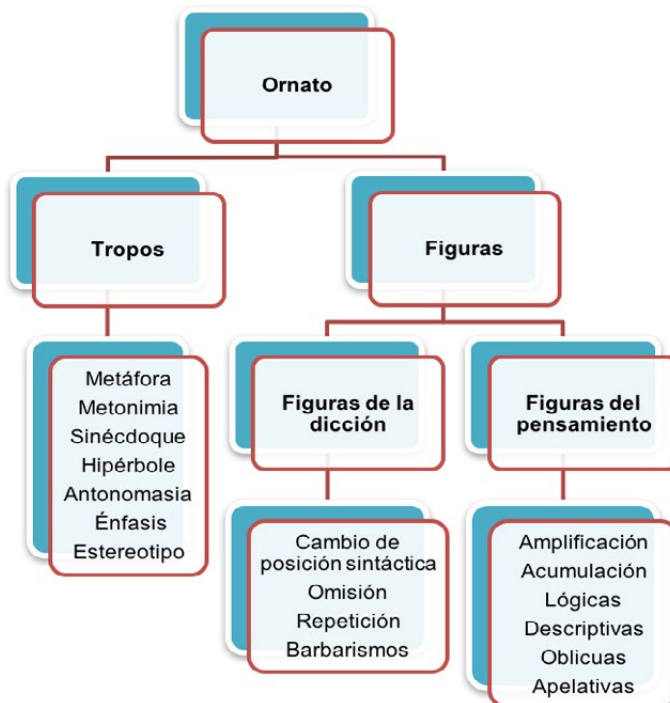 Ornato
Tropos
Figuras
Metáfora
Metonimia
Sinécdoque
Hipérbole
Antonomasia
Énfasis
Estereotipo
Figuras de la
dicción
Figuras del
pensamiento
Cambio de
posición sintáctica
Omisión
Repetición
Barbarismos
Amplificación
Acumulación
Lógicas
Descriptivas
Oblicuas
Apelativas